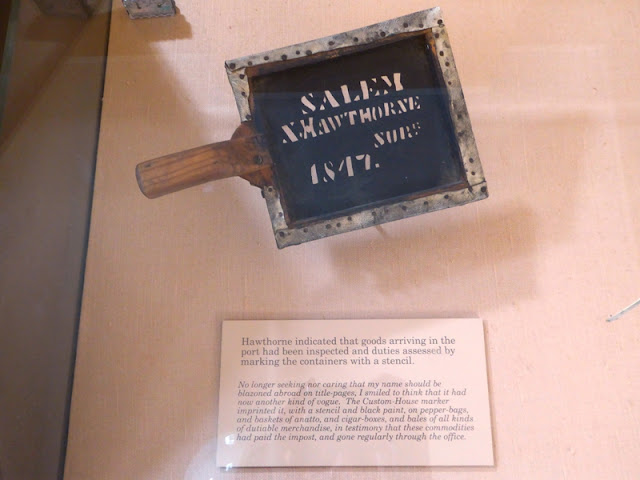 SALEM
N.HAWTHORNE
SURR
1847.
Hawthorne indicated that goods arriving in the
port had been inspected and duties assessed by
marking the containers with a stencil.
No longer seeking nor caring that my name should be
blazoned abroad on title-pages, I smiled to think that it had
now another kind of vogue. The Custom-House marker
imprinted it, with a stencil and black paint, on pepper-bags,
and baskets of anatto, and cigar-boxes, and bales of all kinds
of dutiable merchandise, in testimony that these commodities
had paid the impost, and gone regularly through the office.